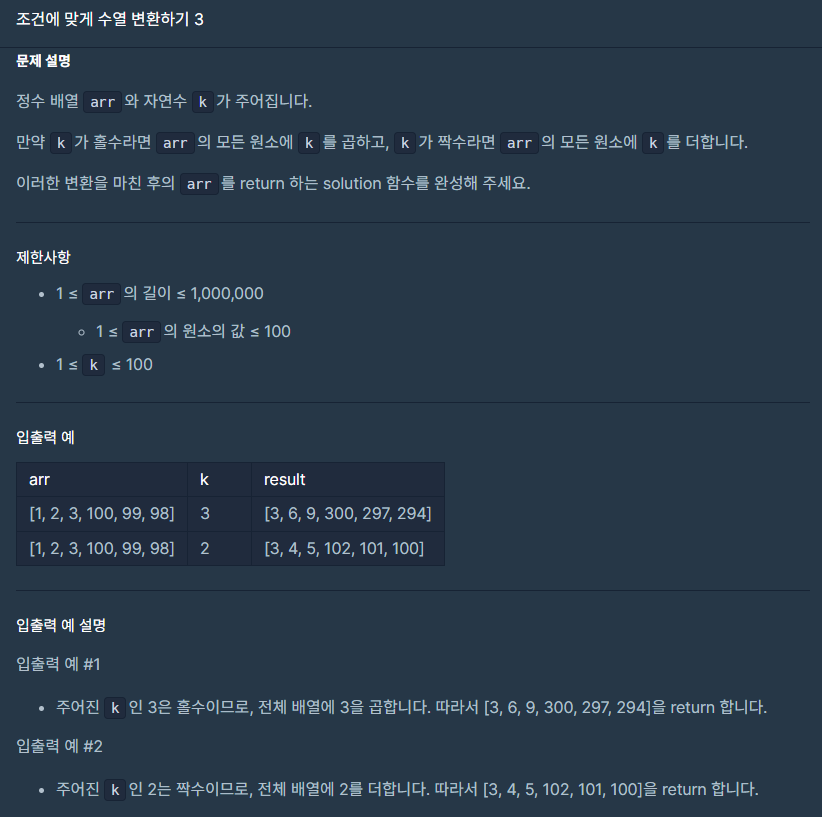 조건에 맞게 수열 변환하기 3
문제 설명
정수 배열 arr 와 자연수 k 가 주어집니다.
만약 k 가 홀수라면 arr 의 모든 원소에 k 를 곱하고, k 가 짝수라면 arr 의 모든 원소에 k 를 더합니다.
이러한 변환을 마친 후의 arr 를 return 하는 solution 함수를 완성해 주세요.
제한사항
• 1 ≤ arr 의 길이 ≤ 1,000,000
◦ 1 ≤ arr 의 원소의 값 ≤ 100
• 1 ≤ k ≤ 100
입출력 예
arr k result
[1, 2, 3, 100, 99, 98] 3 [3, 6, 9, 300, 297, 294]
[1, 2, 3, 100, 99, 98] 2 [3, 4, 5, 102, 101, 100]
입출력 예 설명
입출력 예 #1
• 주어진 k 인 3은 홀수이므로, 전체 배열에 3을 곱합니다. 따라서 [3, 6, 9, 300, 297, 294]을 return 합니다.
입출력 예 #2
• 주어진 k 인 2는 짝수이므로, 전체 배열에 2를 더합니다. 따라서 [3, 4, 5, 102, 101, 100]을 return 합니다.